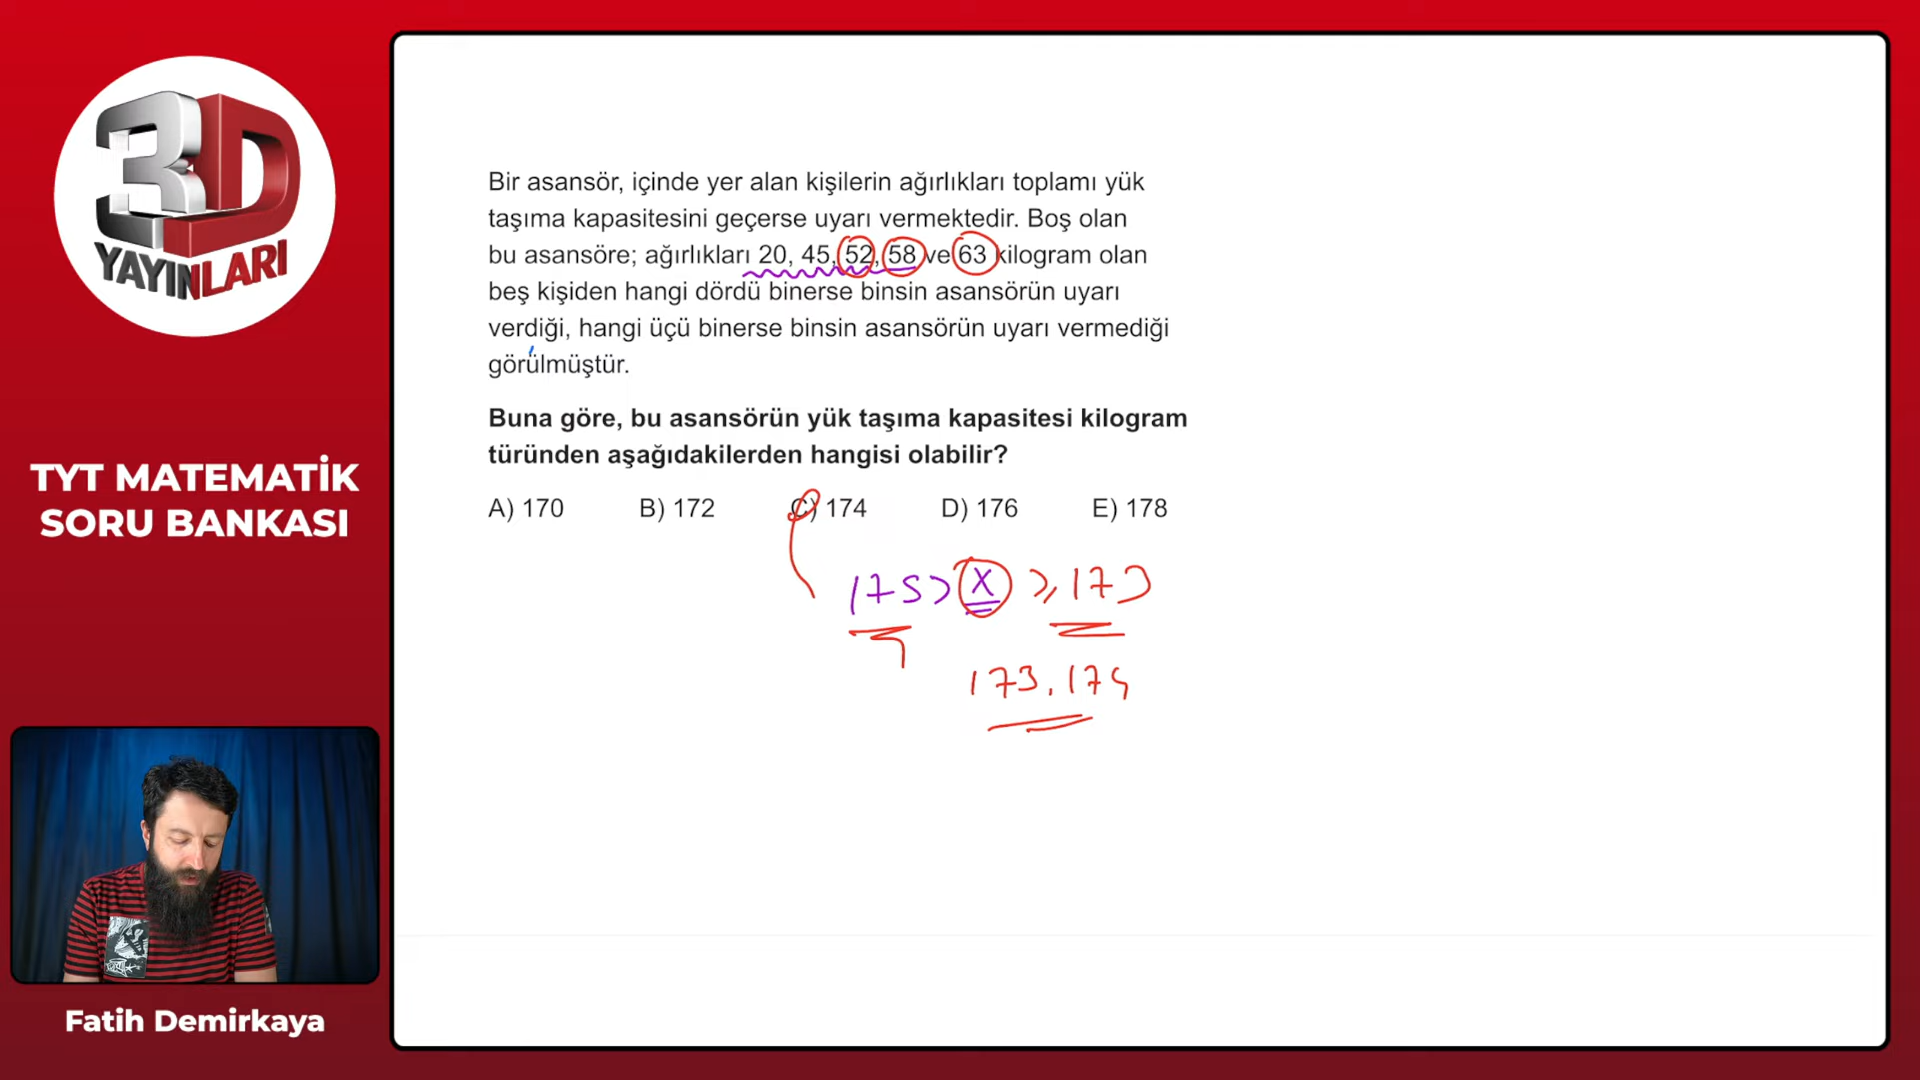 3D
YAYINLARI
TYT MATEMATİK
SORU BANKASI
Fatih Demirkaya
Bir asansör, içinde yer alan kişilerin ağırlıkları toplamı yük
taşıma kapasitesini geçerse uyarı vermektedir. Boş olan
bu asansöre; ağırlıkları 20, 45, 52, 58 ve 63 kilogram olan
beş kişiden hangi dördü binerse binsin asansörün uyarı
verdiği, hangi üçü binerse binsin asansörün uyarı vermediği
görülmüştür.
Buna göre, bu asansörün yük taşıma kapasitesi kilogram
türünden aşağıdakilerden hangisi olabilir?
A) 170 B) 172 C) 174 D) 176 E) 178
175 > x ⩾ 173
173, 174